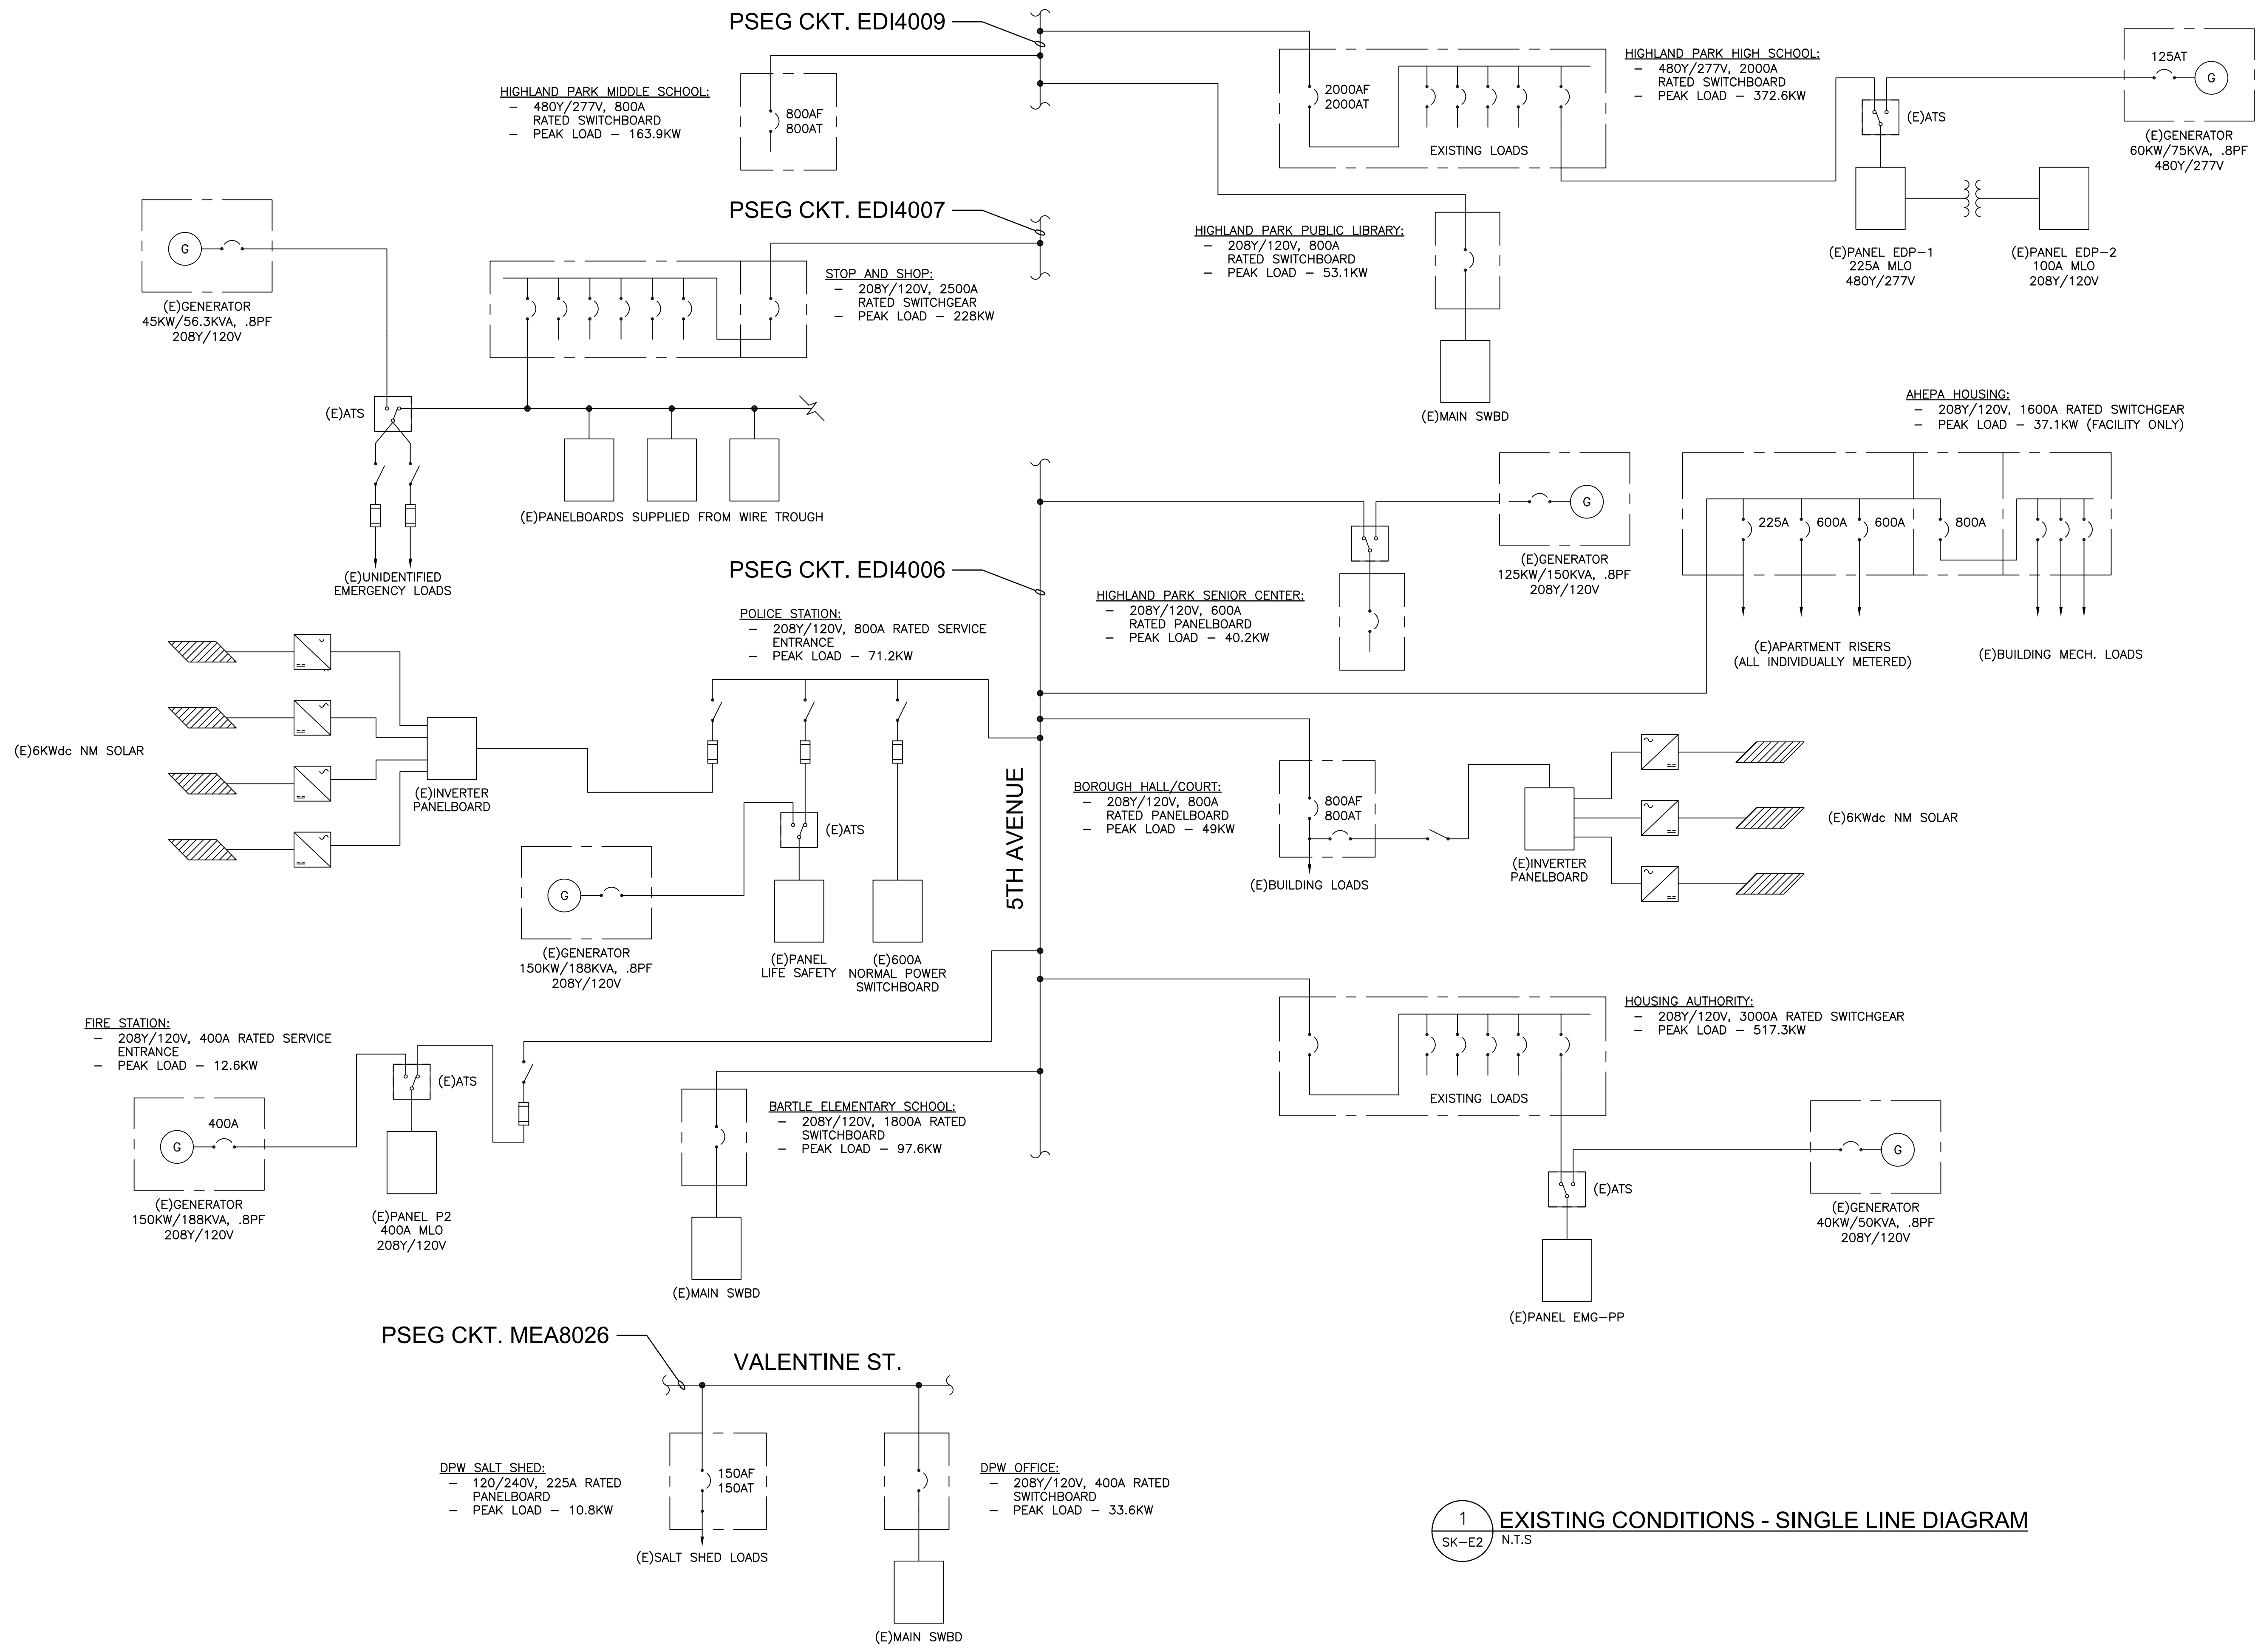 PSEG CKT. EDI4009
HIGHLAND PARK MIDDLE SCHOOL:
– 480Y/277V, 800A
RATED SWITCHBOARD
– PEAK LOAD – 163.9KW
800AF
800AT
2000AF
2000AT
EXISTING LOADS
HIGHLAND PARK HIGH SCHOOL:
– 480Y/277V, 2000A
RATED SWITCHBOARD
– PEAK LOAD – 372.6KW
(E)ATS
125AT
G
(E)GENERATOR
60KW/75KVA, .8PF
480Y/277V
(E)PANEL EDP-1
225A MLO
480Y/277V
(E)PANEL EDP-2
100A MLO
208Y/120V
HIGHLAND PARK PUBLIC LIBRARY:
– 208Y/120V, 800A
RATED SWITCHBOARD
– PEAK LOAD – 53.1KW
(E)MAIN SWBD
PSEG CKT. EDI4007
G
(E)GENERATOR
45KW/56.3KVA, .8PF
208Y/120V
STOP AND SHOP:
– 208Y/120V, 2500A
RATED SWITCHGEAR
– PEAK LOAD – 228KW
(E)ATS
(E)PANELBOARDS SUPPLIED FROM WIRE TROUGH
(E)UNIDENTIFIED
EMERGENCY LOADS
PSEG CKT. EDI4006
5TH AVENUE
HIGHLAND PARK SENIOR CENTER:
– 208Y/120V, 600A
RATED PANELBOARD
– PEAK LOAD – 40.2KW
G
(E)GENERATOR
125KW/150KVA, .8PF
208Y/120V
AHEPA HOUSING:
– 208Y/120V, 1600A RATED SWITCHGEAR
– PEAK LOAD – 37.1KW (FACILITY ONLY)
225A
600A
600A
800A
(E)APARTMENT RISERS
(ALL INDIVIDUALLY METERED)
(E)BUILDING MECH. LOADS
POLICE STATION:
– 208Y/120V, 800A RATED SERVICE
ENTRANCE
– PEAK LOAD – 71.2KW
(E)6KWdc NM SOLAR
(E)INVERTER
PANELBOARD
(E)ATS
G
(E)GENERATOR
150KW/188KVA, .8PF
208Y/120V
(E)PANEL
LIFE SAFETY
(E)600A
NORMAL POWER
SWITCHBOARD
BOROUGH HALL/COURT:
– 208Y/120V, 800A
RATED PANELBOARD
– PEAK LOAD – 49KW
800AF
800AT
(E)BUILDING LOADS
(E)INVERTER
PANELBOARD
(E)6KWdc NM SOLAR
FIRE STATION:
– 208Y/120V, 400A RATED SERVICE
ENTRANCE
– PEAK LOAD – 12.6KW
(E)ATS
400A
G
(E)GENERATOR
150KW/188KVA, .8PF
208Y/120V
(E)PANEL P2
400A MLO
208Y/120V
BARTLE ELEMENTARY SCHOOL:
– 208Y/120V, 1800A RATED
SWITCHBOARD
– PEAK LOAD – 97.6KW
(E)MAIN SWBD
HOUSING AUTHORITY:
– 208Y/120V, 3000A RATED SWITCHGEAR
– PEAK LOAD – 517.3KW
EXISTING LOADS
(E)ATS
G
(E)GENERATOR
40KW/50KVA, .8PF
208Y/120V
(E)PANEL EMG-PP
PSEG CKT. MEA8026
VALENTINE ST.
DPW SALT SHED:
– 120/240V, 225A RATED
PANELBOARD
– PEAK LOAD – 10.8KW
150AF
150AT
(E)SALT SHED LOADS
DPW OFFICE:
– 208Y/120V, 400A RATED
SWITCHBOARD
– PEAK LOAD – 33.6KW
(E)MAIN SWBD
1
SK-E2
EXISTING CONDITIONS - SINGLE LINE DIAGRAM
N.T.S